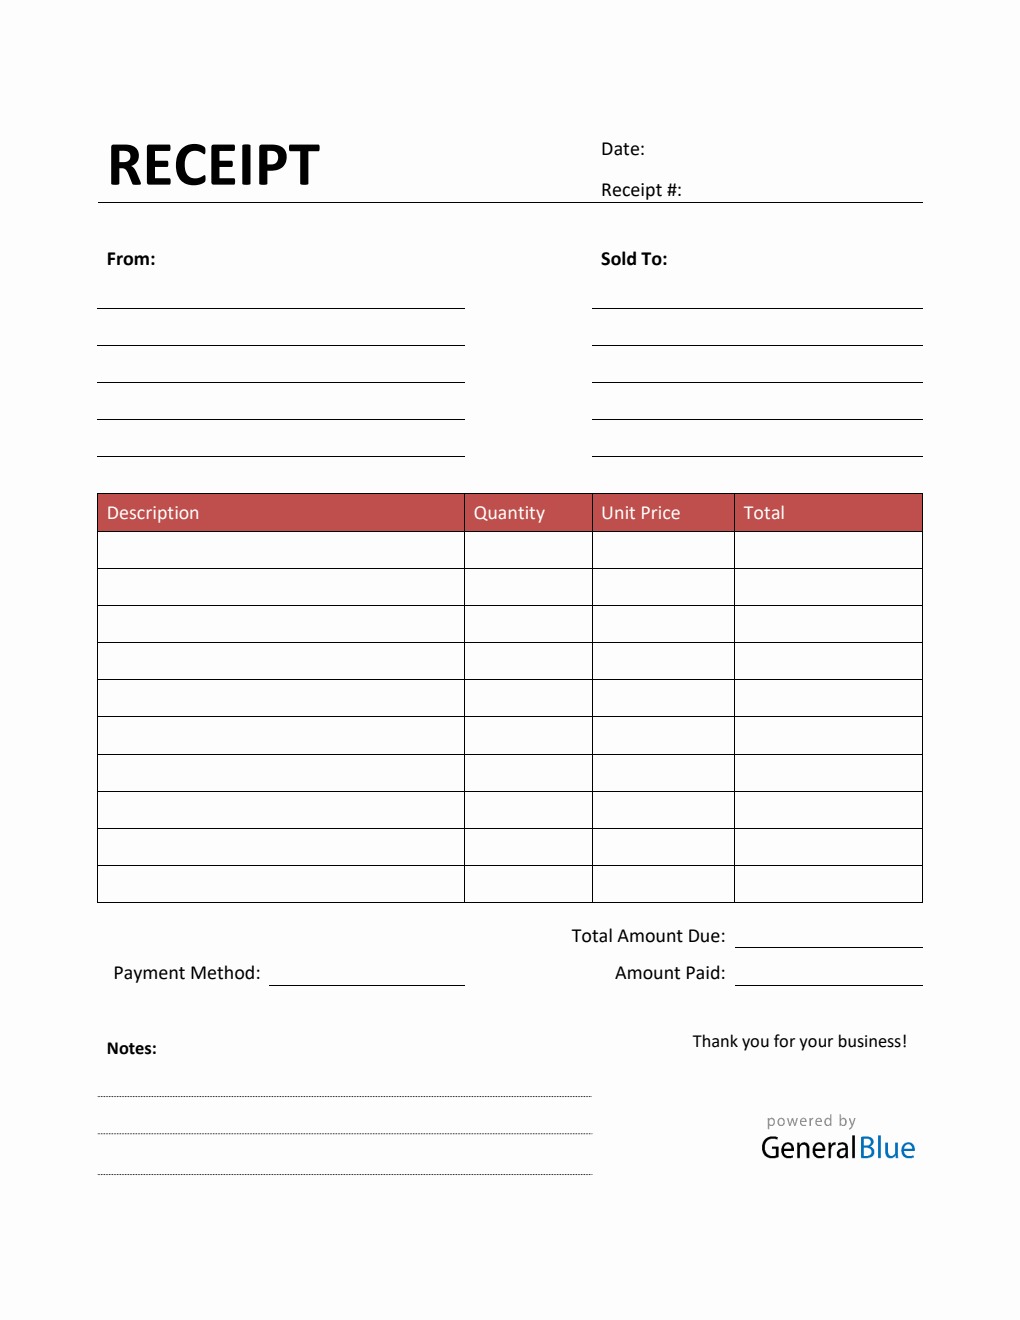 RECEIPT
Date:
Receipt #:
From:
Sold To:
Description Quantity Unit Price Total
Total Amount Due:
Payment Method: Amount Paid:
Thank you for your business!
Notes:
powered by
GeneralBlue